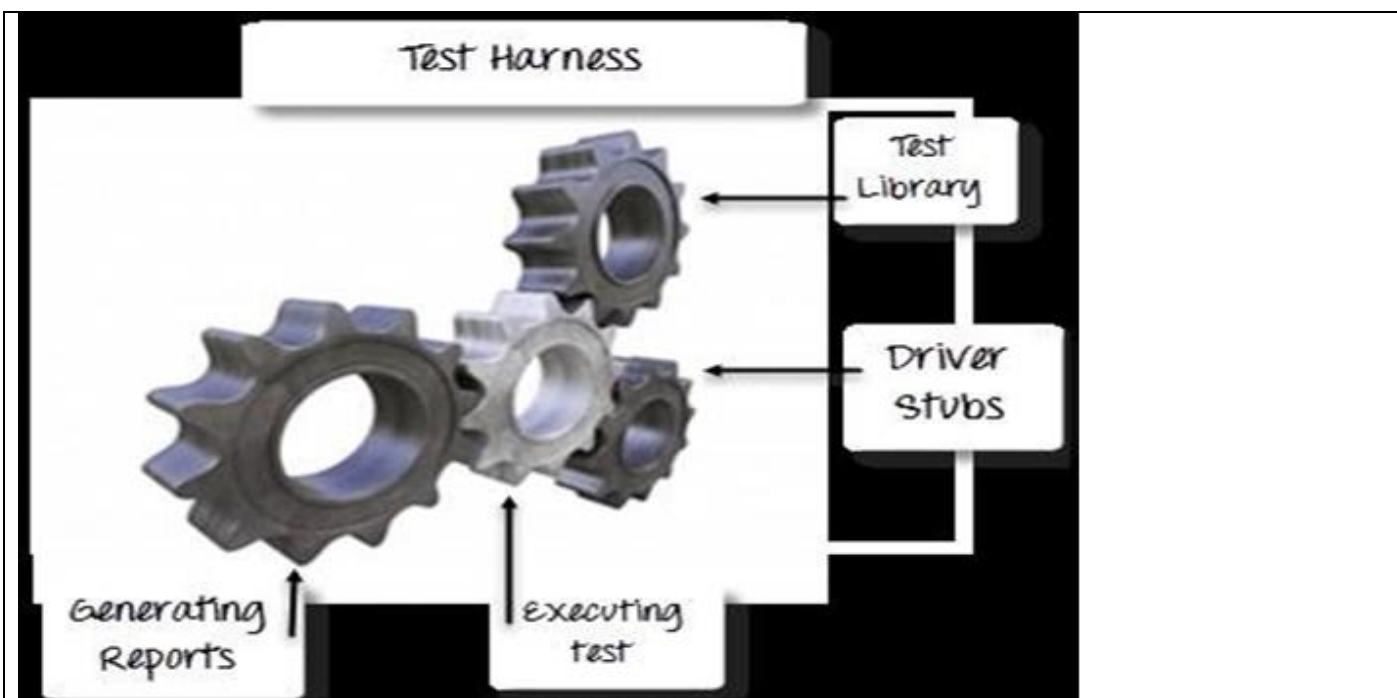 Test Harness
Test
Library
Driver
Stubs
Generating
Reports
Executing
test